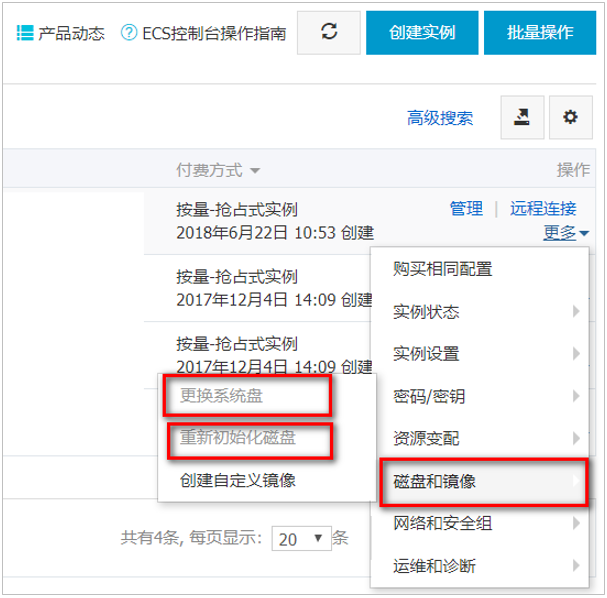 产品动态 ECS控制台操作指南 创建实例 批量操作
高级搜索
付费方式 操作
按量-抢占式实例 管理 | 远程连接
2018年6月22日 10:53 创建 更多
购买相同配置
按量-抢占式实例
2017年12月4日 14:09 创建
实例状态
按量-抢占式实例
实例设置
2017年12月4日 14:09 创建
更换系统盘
密码/密钥
重新初始化磁盘
资源变配
创建自定义镜像
磁盘和镜像
网络和安全组
共有4条, 每页显示: 20 条
运维和诊断